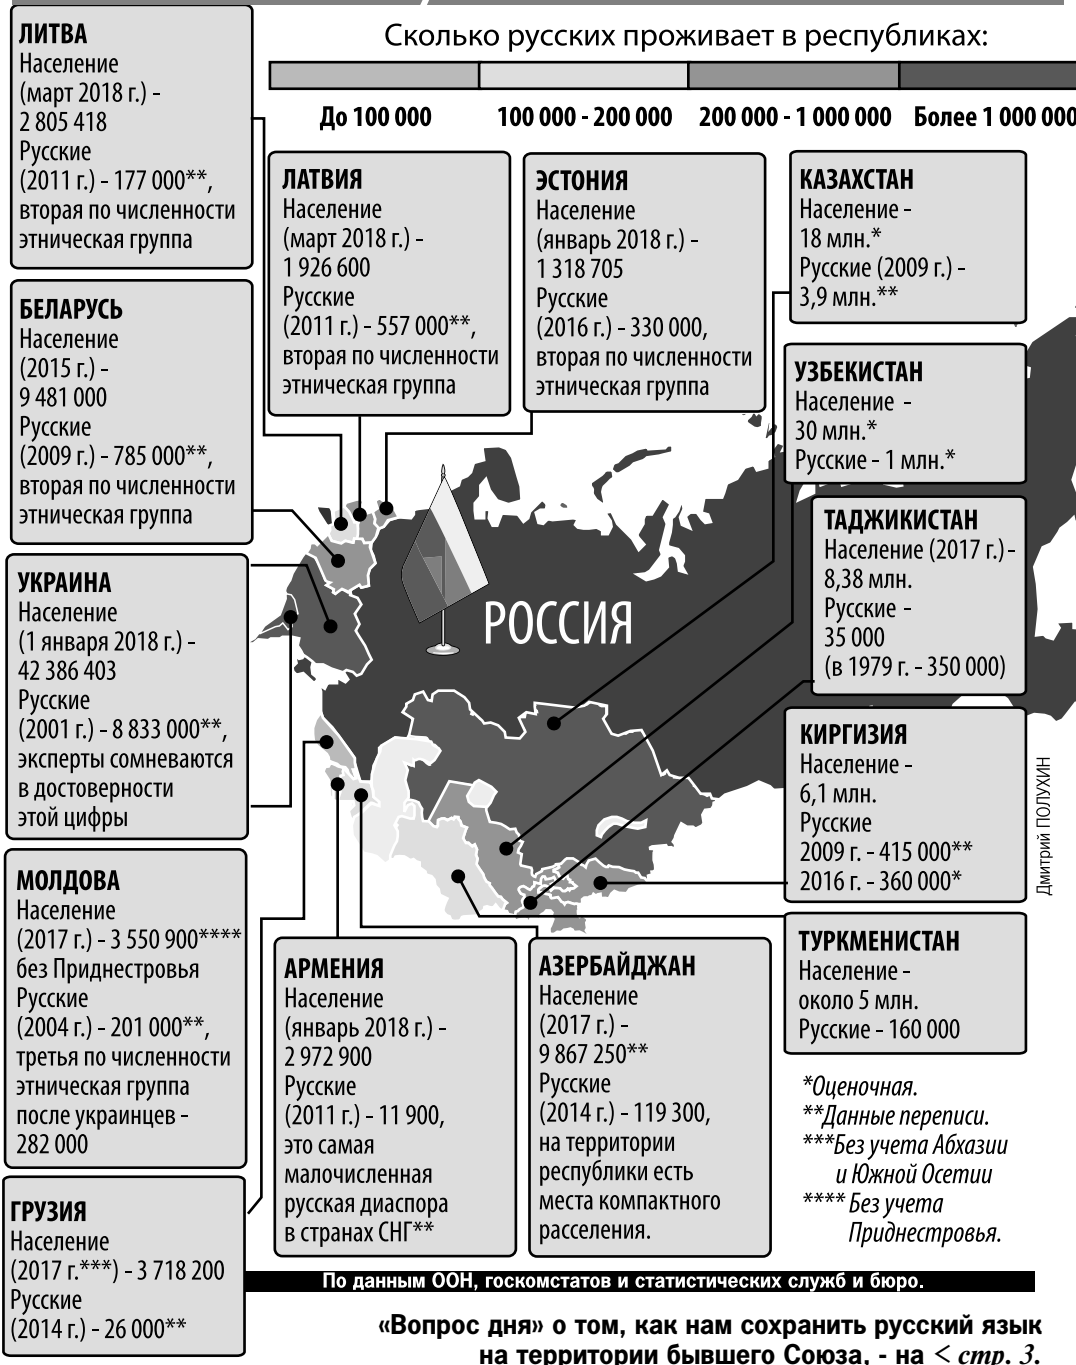 Сколько русских проживает в республиках:
До 100 000
100 000 - 200 000
200 000 - 1 000 000
Более 1 000 000
ЛИТВА
Население
(март 2018 г.) -
2 805 418
Русские
(2011 г.) - 177 000**,
вторая по численности
этническая группа
ЛАТВИЯ
Население
(март 2018 г.) -
1 926 600
Русские
(2011 г.) - 557 000**,
вторая по численности
этническая группа
ЭСТОНИЯ
Население
(январь 2018 г.) -
1 318 705
Русские
(2016 г.) - 330 000,
вторая по численности
этническая группа
КАЗАХСТАН
Население -
18 млн.*
Русские (2009 г.) -
3,9 млн.**
БЕЛАРУСЬ
Население
(2015 г.) -
9 481 000
Русские
(2009 г.) - 785 000**,
вторая по численности
этническая группа
УЗБЕКИСТАН
Население -
30 млн.*
Русские - 1 млн.*
ТАДЖИКИСТАН
Население (2017 г.) -
8,38 млн.
Русские -
35 000
(в 1979 г. - 350 000)
УКРАИНА
Население
(1 января 2018 г.) -
42 386 403
Русские
(2001 г.) - 8 833 000**,
эксперты сомневаются
в достоверности
этой цифры
РОССИЯ
КИРГИЗИЯ
Население -
6,1 млн.
Русские
2009 г. - 415 000**
2016 г. - 360 000*
Дмитрий ПОЛУХИН
МОЛДОВА
Население
(2017 г.) - 3 550 900****
без Приднестровья
Русские
(2004 г.) - 201 000**,
третья по численности
этническая группа
после украинцев -
282 000
ТУРКМЕНИСТАН
Население -
около 5 млн.
Русские - 160 000
АРМЕНИЯ
Население
(январь 2018 г.) -
2 972 900
Русские
(2011 г.) - 11 900,
это самая
малочисленная
русская диаспора
в странах СНГ**
АЗЕРБАЙДЖАН
Население
(2017 г.) -
9 867 250**
Русские
(2014 г.) - 119 300,
на территории
республики есть
места компактного
расселения.
*Оценочная.
**Данные переписи.
***Без учета Абхазии
и Южной Осетии
**** Без учета
Приднестровья.
ГРУЗИЯ
Население
(2017 г.***) - 3 718 200
Русские
(2014 г.) - 26 000**
По данным ООН, госкомстатов и статистических служб и бюро.
«Вопрос дня» о том, как нам сохранить русский язык
на территории бывшего Союза, - на < стр. 3.